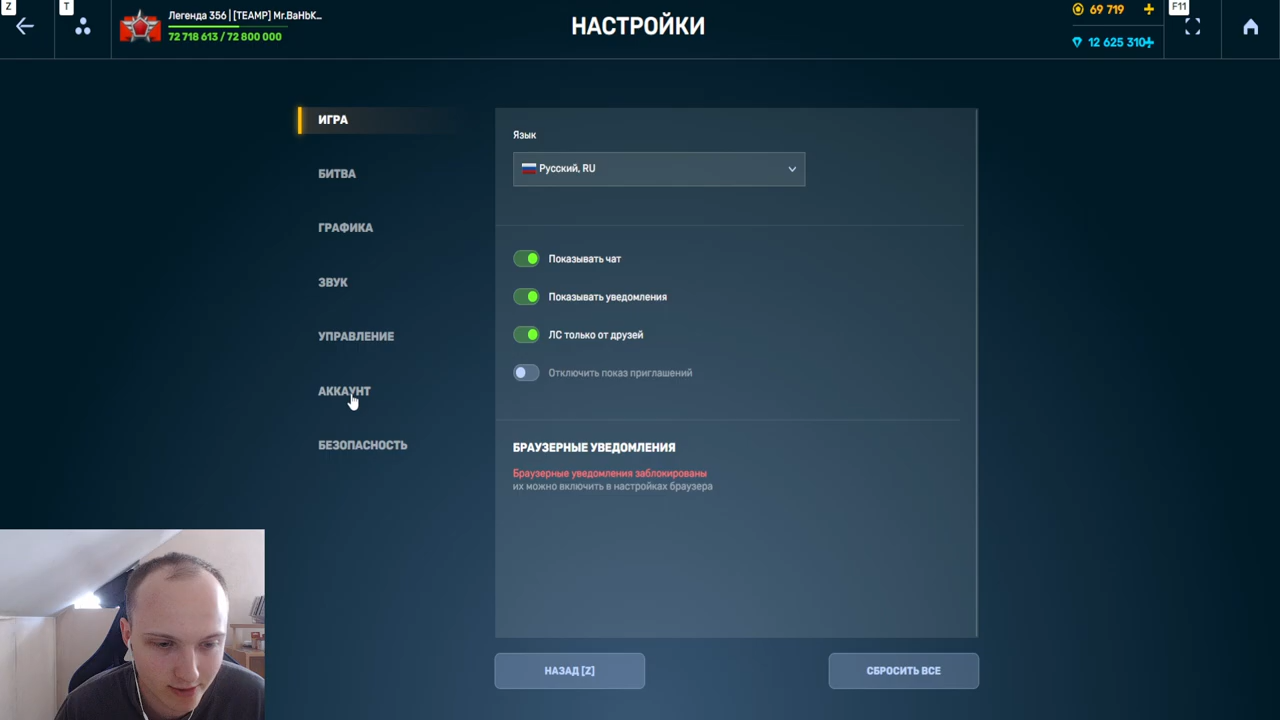 Z
T
Легенда 356 | [TEAMP] Mr.BaHbK...
72 718 613 / 72 800 000
НАСТРОЙКИ
69 719
12 625 310
F11
ИГРА
БИТВА
ГРАФИКА
ЗВУК
УПРАВЛЕНИЕ
АККАУНТ
БЕЗОПАСНОСТЬ
Язык
Русский, RU
Показывать чат
Показывать уведомления
ЛС только от друзей
Отключить показ приглашений
БРАУЗЕРНЫЕ УВЕДОМЛЕНИЯ
Браузерные уведомления заблокированы
их можно включить в настройках браузера
НАЗАД [Z]
СБРОСИТЬ ВСЕ